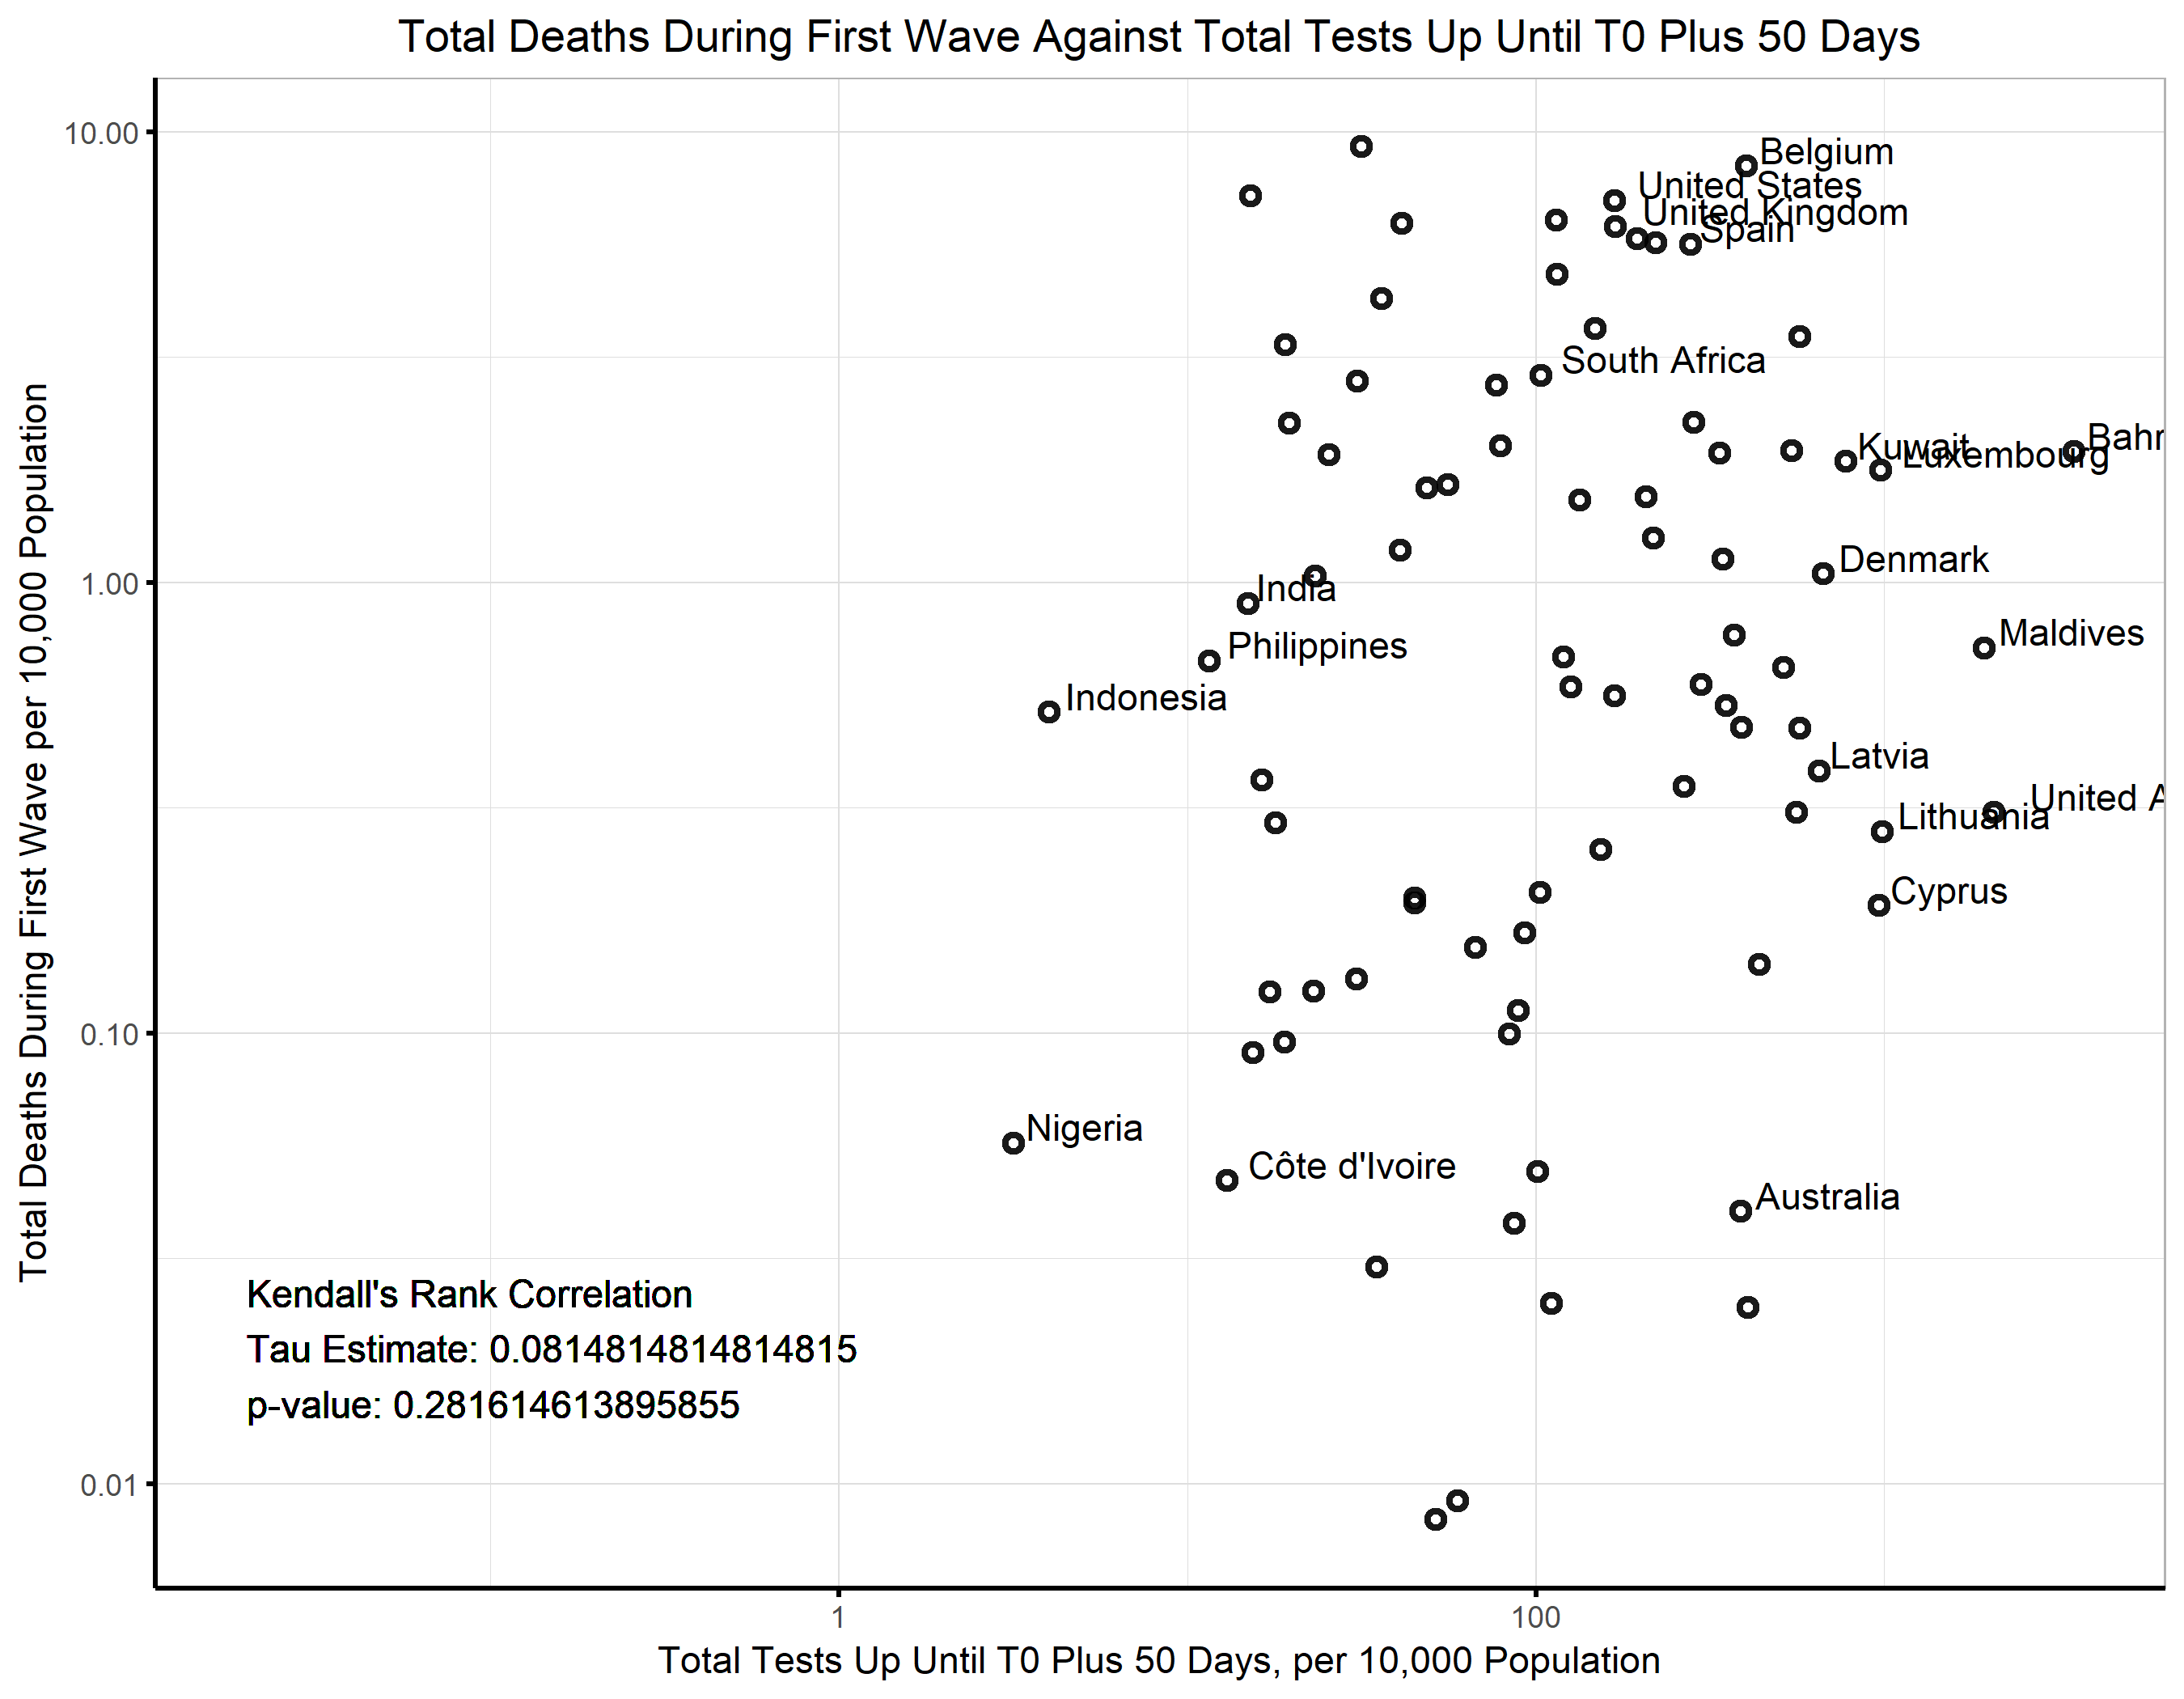 Total Deaths During First Wave Against Total Tests Up Until T0 Plus 50 Days
Total Deaths During First Wave per 10,000 Population
10.00
1.00
0.10
0.01
Belgium
United States
United Kingdom
Spain
South Africa
Bahr
Kuwait
Luxembourg
Denmark
India
Maldives
Philippines
Indonesia
Latvia
United A
Lithuania
Cyprus
Nigeria
Côte d'Ivoire
Australia
Kendall's Rank Correlation
Tau Estimate: 0.0814814814814815
p-value: 0.281614613895855
1
100
Total Tests Up Until T0 Plus 50 Days, per 10,000 Population